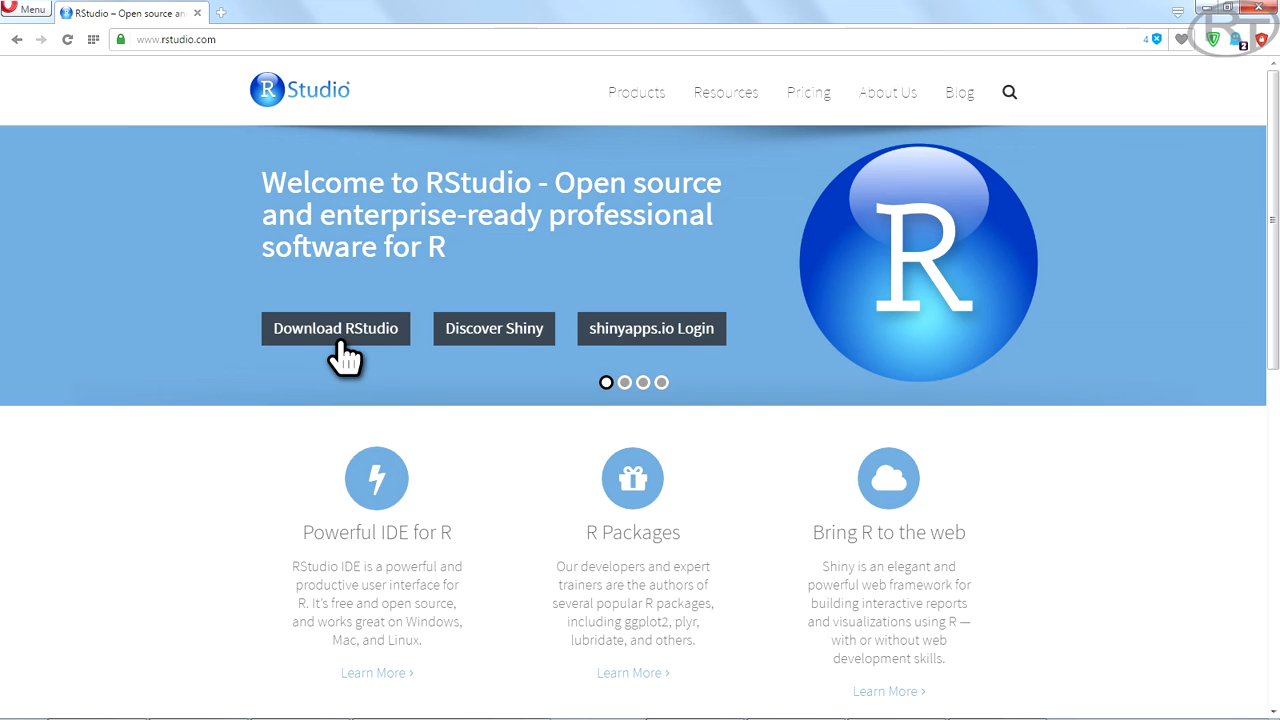 Menu
RStudio – Open source an
www.rstudio.com
4
2
RT
R Studio®
Products
Resources
Pricing
About Us
Blog
Welcome to RStudio - Open source
and enterprise-ready professional
software for R
R
Download RStudio
Discover Shiny
shinyapps.io Login
Powerful IDE for R
RStudio IDE is a powerful and
productive user interface for
R. It's free and open source,
and works great on Windows,
Mac, and Linux.
Learn More ›
R Packages
Our developers and expert
trainers are the authors of
several popular R packages,
including ggplot2, plyr,
lubridate, and others.
Learn More ›
Bring R to the web
Shiny is an elegant and
powerful web framework for
building interactive reports
and visualizations using R —
with or without web
development skills.
Learn More ›